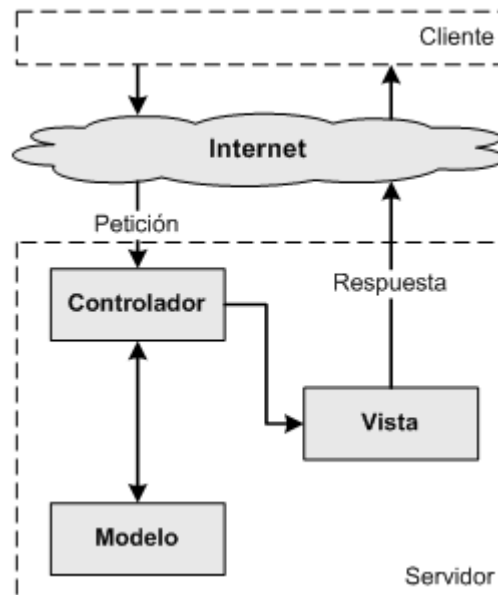 Cliente
Internet
Petición
Controlador
Respuesta
Vista
Modelo
Servidor